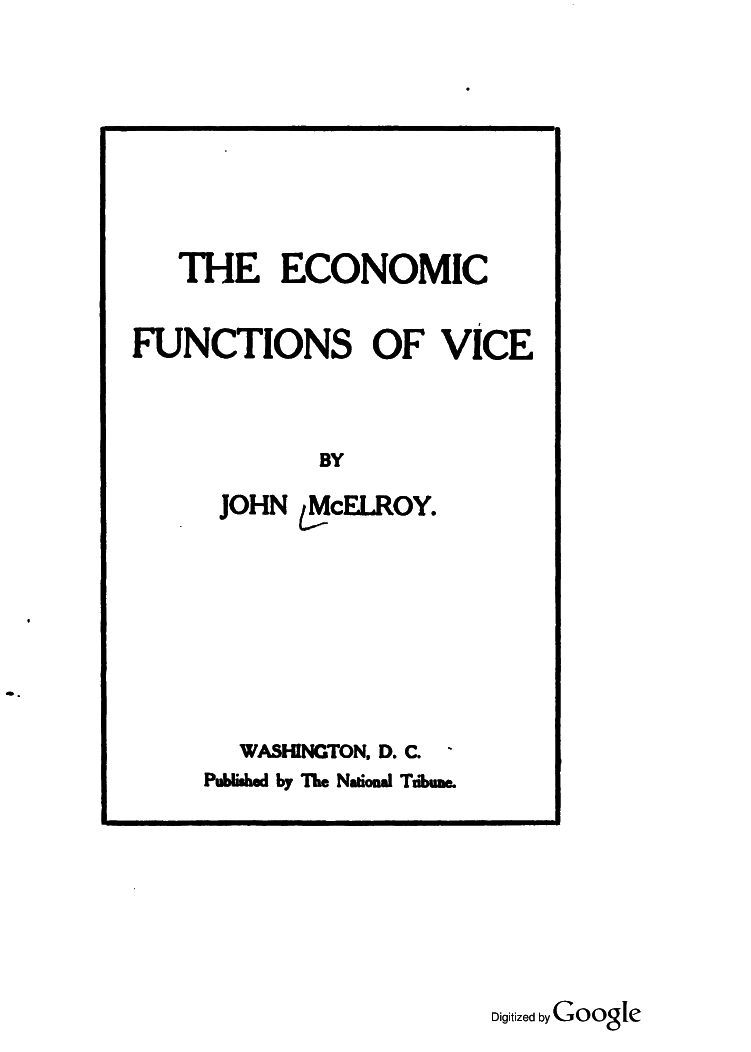 THE ECONOMIC
FUNCTIONS OF VICE
BY
JOHN McELROY.
WASHINGTON, D. C.
Published by The National Tribune.
Digitized by Google